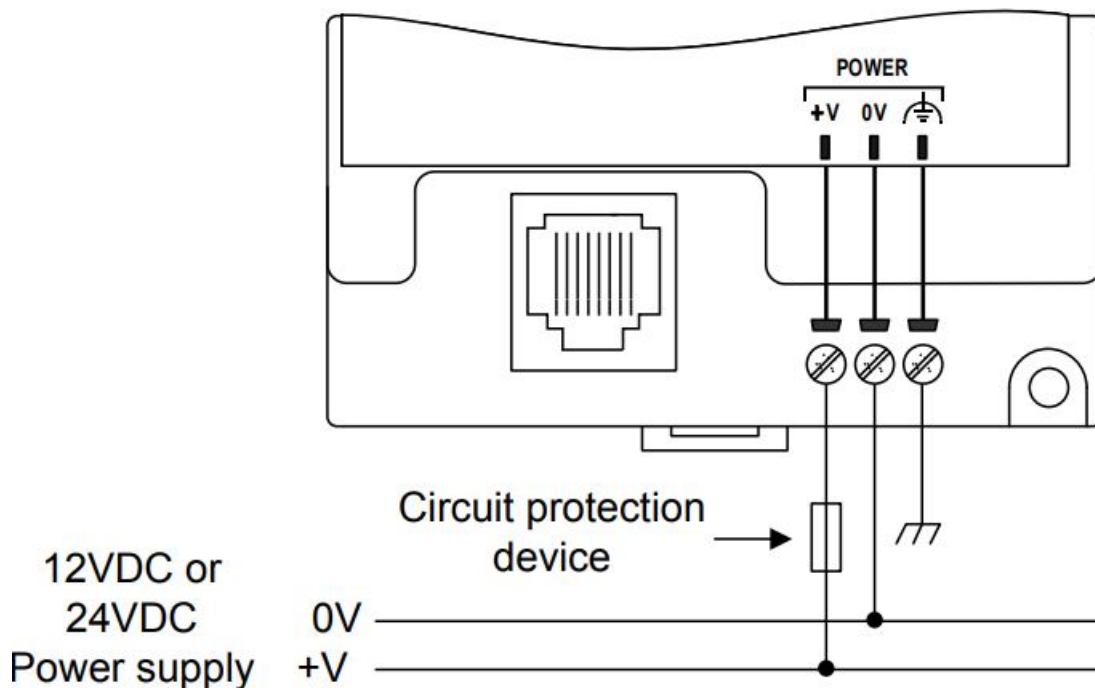 POWER
+V 0V
Circuit protection
device
12VDC or
24VDC
Power supply
0V
+V